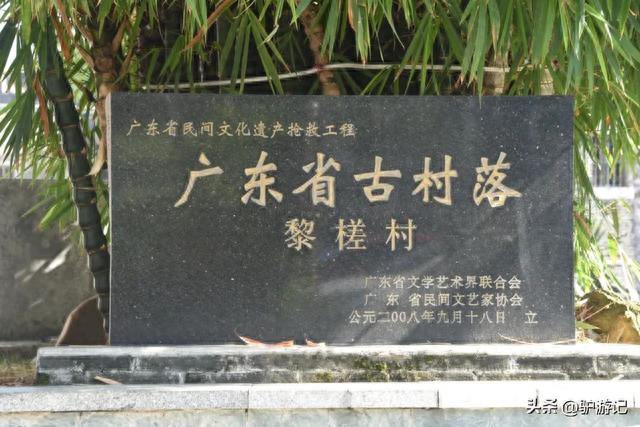 广东省民间文化遗产抢救工程
广东省古村落
黎槎村
广东省文学艺术界联合会
广东省民间文艺家协会
公元二00八年九月十八日 立
头条 @驴游记